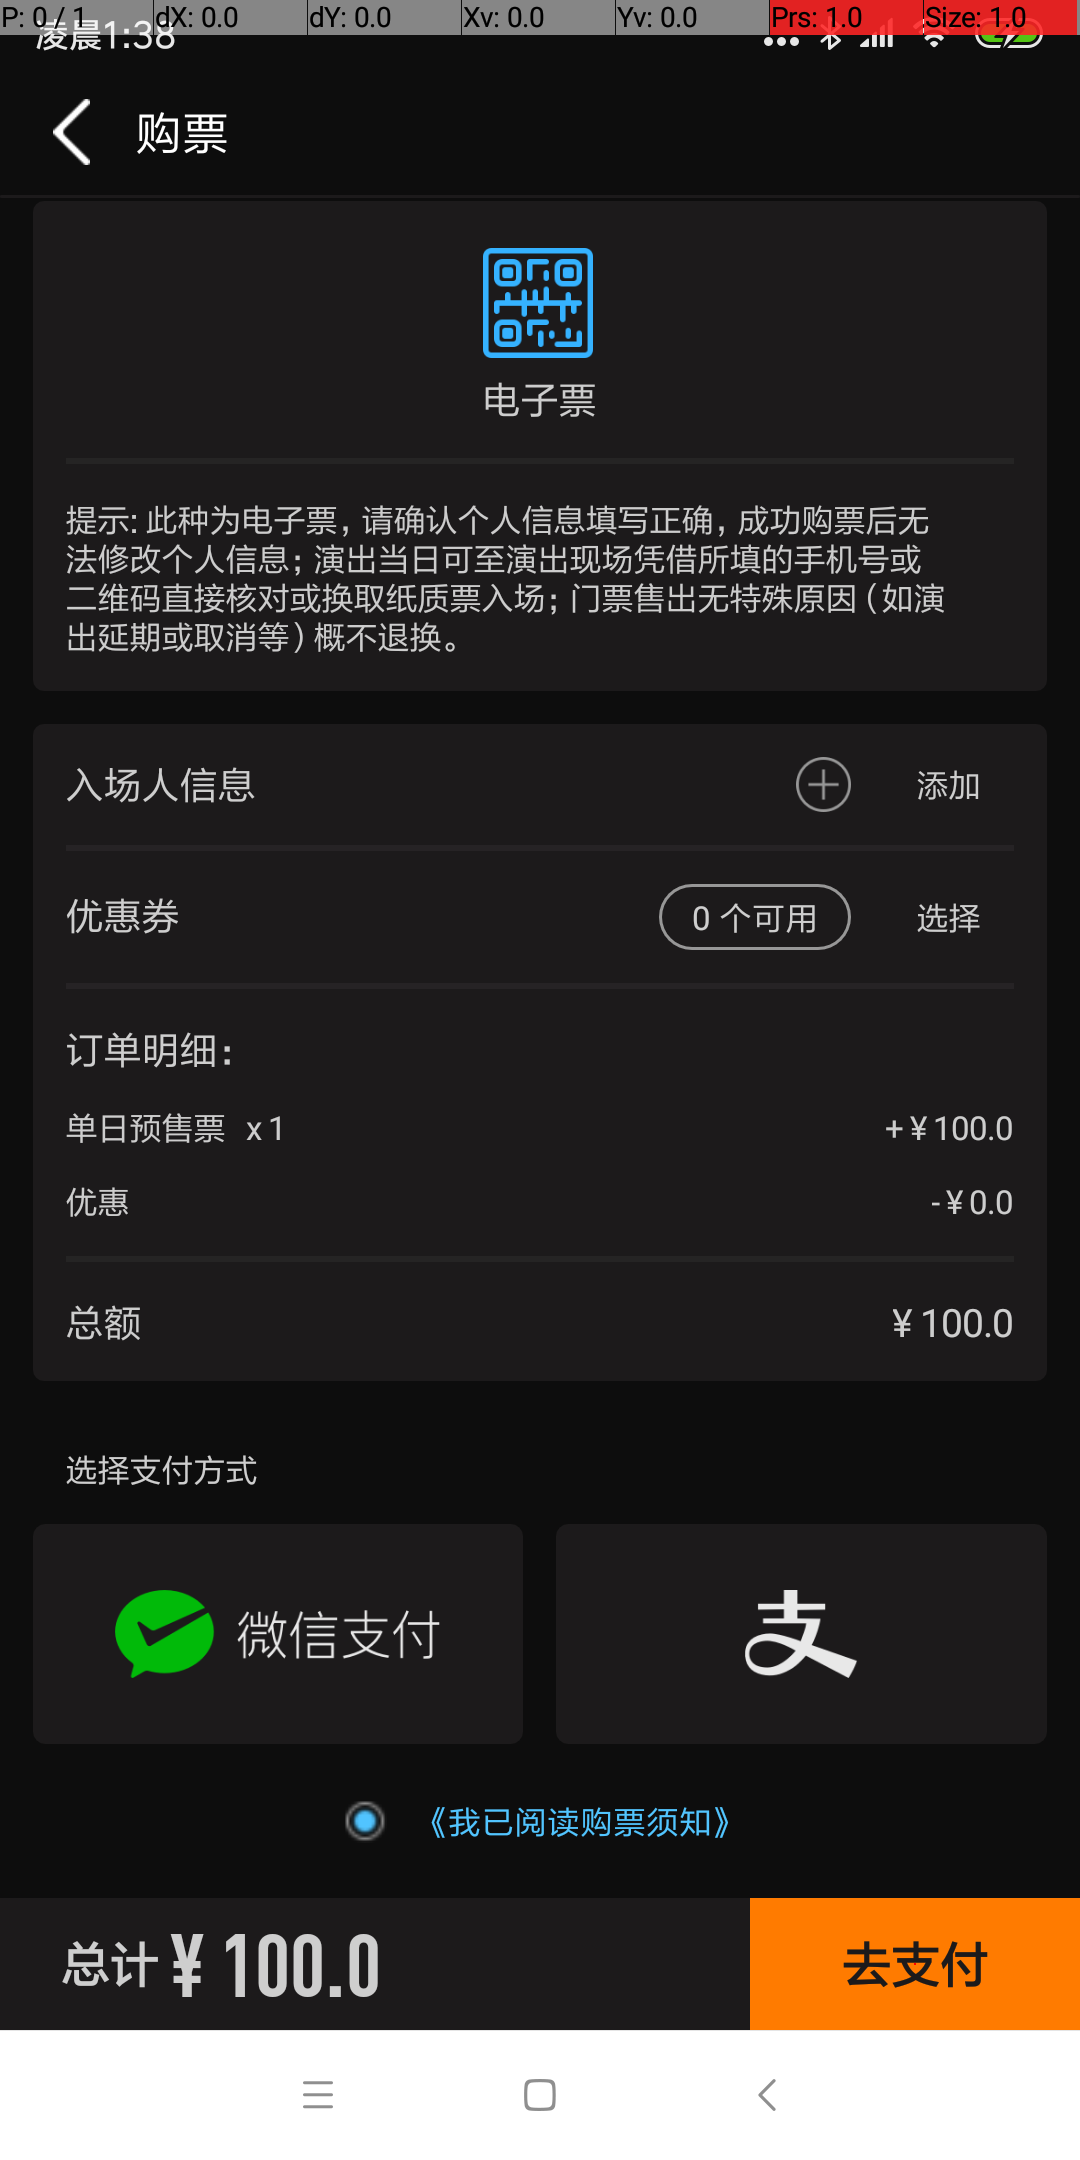 P: 0 / 1 dX: 0.0 dY: 0.0 Xv: 0.0 Yv: 0.0 Prs: 1.0 Size: 1.0
凌晨1:38
购票
电子票
提示: 此种为电子票，请确认个人信息填写正确，成功购票后无
法修改个人信息；演出当日可至演出现场凭借所填的手机号或
二维码直接核对或换取纸质票入场；门票售出无特殊原因（如演
出延期或取消等）概不退换。
入场人信息 添加
优惠券 0 个可用 选择
订单明细：
单日预售票 x 1 + ¥ 100.0
优惠 - ¥ 0.0
总额 ¥ 100.0
选择支付方式
微信支付 支
《我已阅读购票须知》
总计 ¥ 100.0 去支付